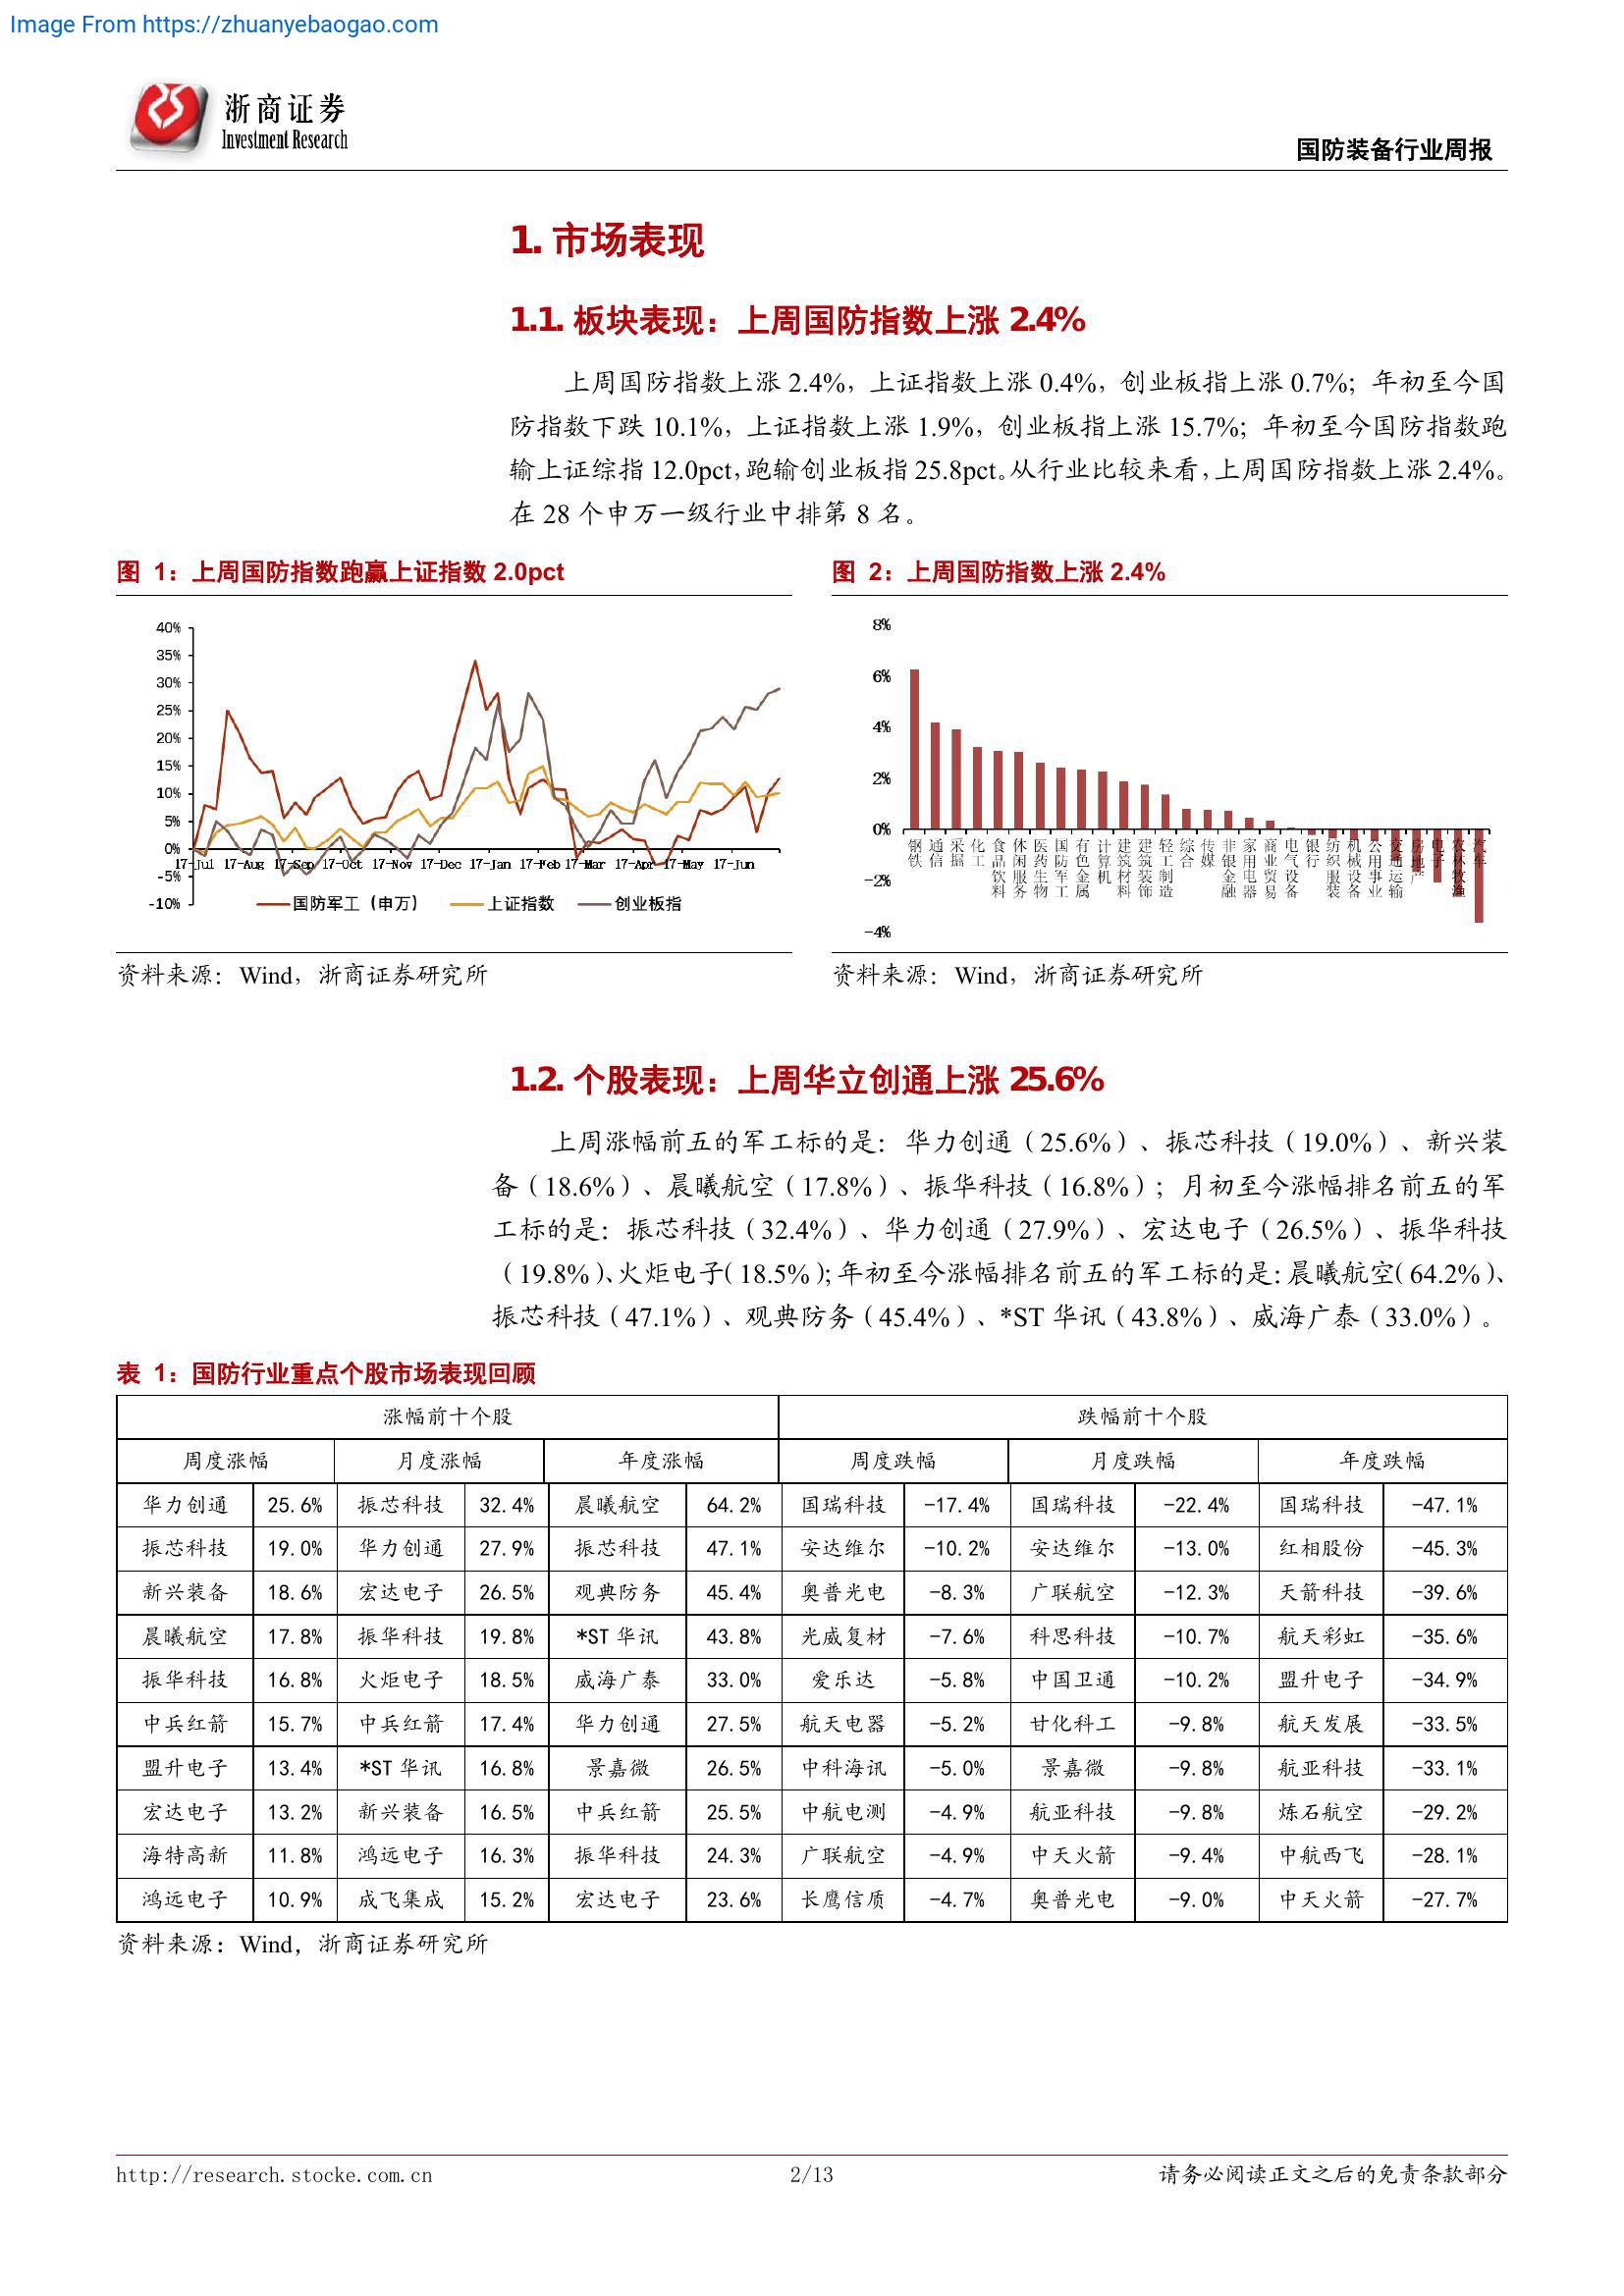 Image From https://zhuanyebaogao.com
浙商证券
Investment Research
国防装备行业周报
1. 市场表现
1.1. 板块表现：上周国防指数上涨 2.4%
上周国防指数上涨 2.4%，上证指数上涨 0.4%，创业板指上涨 0.7%；年初至今国
防指数下跌 10.1%，上证指数上涨 1.9%，创业板指上涨 15.7%；年初至今国防指数跑
输上证综指 12.0pct，跑输创业板指 25.8pct。从行业比较来看，上周国防指数上涨 2.4%。
在 28 个申万一级行业中排第 8 名。
图 1：上周国防指数跑赢上证指数 2.0pct
40%
35%
30%
25%
20%
15%
10%
5%
0%
-5%
-10%
17-Jul 17-Aug 17-Sep 17-Oct 17-Nov 17-Dec 17-Jan 17-Feb 17-Mar 17-Apr 17-May 17-Jun
国防军工（申万） 上证指数 创业板指
资料来源：Wind，浙商证券研究所
图 2：上周国防指数上涨 2.4%
8%
6%
4%
2%
0%
-2%
-4%
钢铁 通信 采掘 化工 食品饮料 休闲服务 医药生物 国防军工 有色金属 计算机 建筑材料 建筑装饰 轻工制造 综合 传媒 非银金融 家用电器 商业贸易 电气设备 银行 纺织服装 机械设备 公用事业 交通运输 房地产 电子 农林牧渔 汽车
资料来源：Wind，浙商证券研究所
1.2. 个股表现：上周华立创通上涨 25.6%
上周涨幅前五的军工标的是：华力创通（25.6%）、振芯科技（19.0%）、新兴装
备（18.6%）、晨曦航空（17.8%）、振华科技（16.8%）；月初至今涨幅排名前五的军
工标的是：振芯科技（32.4%）、华力创通（27.9%）、宏达电子（26.5%）、振华科技
（19.8%）、火炬电子（18.5%）；年初至今涨幅排名前五的军工标的是：晨曦航空（64.2%）、
振芯科技（47.1%）、观典防务（45.4%）、*ST 华讯（43.8%）、威海广泰（33.0%）。
表 1：国防行业重点个股市场表现回顾
涨幅前十个股 跌幅前十个股
周度涨幅 月度涨幅 年度涨幅 周度跌幅 月度跌幅 年度跌幅
华力创通 25.6% 振芯科技 32.4% 晨曦航空 64.2% 国瑞科技 -17.4% 国瑞科技 -22.4% 国瑞科技 -47.1%
振芯科技 19.0% 华力创通 27.9% 振芯科技 47.1% 安达维尔 -10.2% 安达维尔 -13.0% 红相股份 -45.3%
新兴装备 18.6% 宏达电子 26.5% 观典防务 45.4% 奥普光电 -8.3% 广联航空 -12.3% 天箭科技 -39.6%
晨曦航空 17.8% 振华科技 19.8% *ST 华讯 43.8% 光威复材 -7.6% 科思科技 -10.7% 航天彩虹 -35.6%
振华科技 16.8% 火炬电子 18.5% 威海广泰 33.0% 爱乐达 -5.8% 中国卫通 -10.2% 盟升电子 -34.9%
中兵红箭 15.7% 中兵红箭 17.4% 华力创通 27.5% 航天电器 -5.2% 甘化科工 -9.8% 航天发展 -33.5%
盟升电子 13.4% *ST 华讯 16.8% 景嘉微 26.5% 中科海讯 -5.0% 景嘉微 -9.8% 航亚科技 -33.1%
宏达电子 13.2% 新兴装备 16.5% 中兵红箭 25.5% 中航电测 -4.9% 航亚科技 -9.8% 炼石航空 -29.2%
海特高新 11.8% 鸿远电子 16.3% 振华科技 24.3% 广联航空 -4.9% 中天火箭 -9.4% 中航西飞 -28.1%
鸿远电子 10.9% 成飞集成 15.2% 宏达电子 23.6% 长鹰信质 -4.7% 奥普光电 -9.0% 中天火箭 -27.7%
资料来源：Wind，浙商证券研究所
http://research.stocke.com.cn 2/13 请务必阅读正文之后的免责条款部分